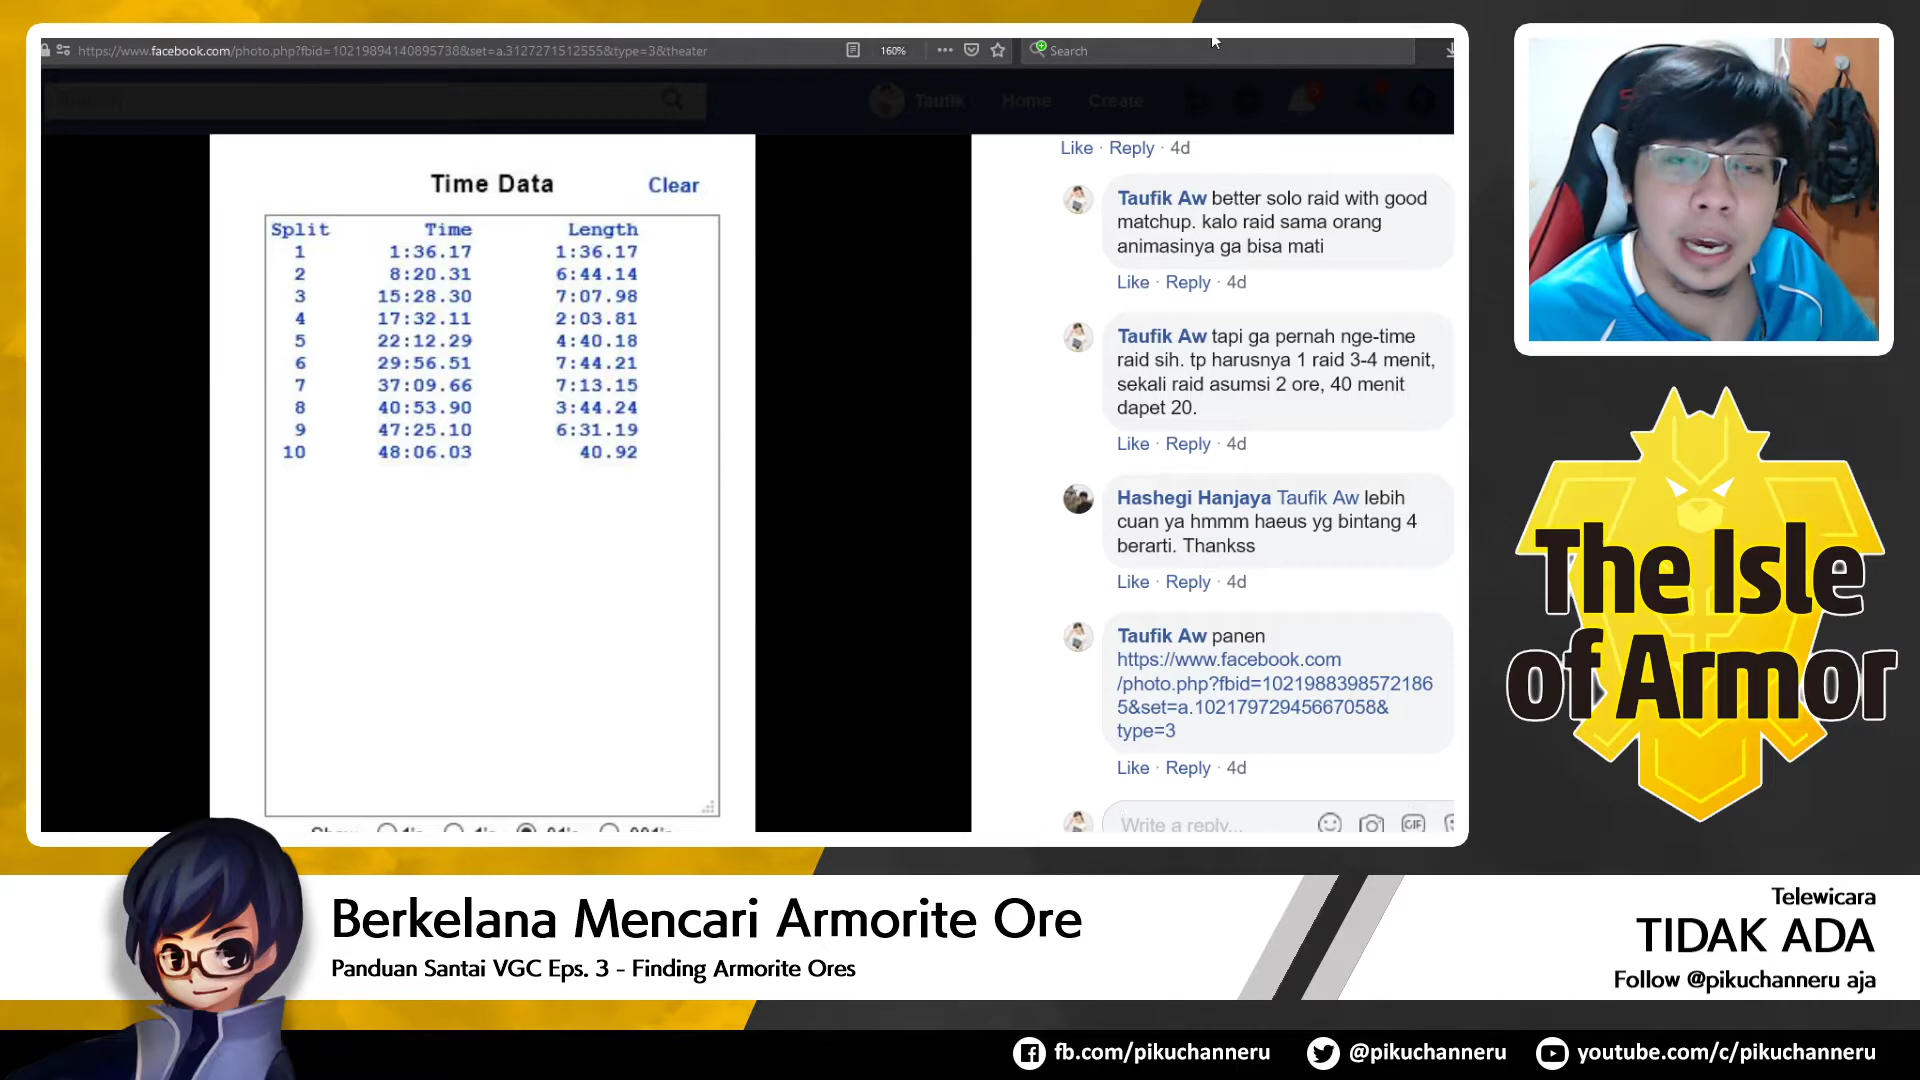 https://www.facebook.com/photo.php?fbid=10219894140895738&set=a.3127271512555&type=3&theater
160%
Search
Taufik
Home
Create
Time Data
Clear
Split Time Length
1 1:36.17 1:36.17
2 8:20.31 6:44.14
3 15:28.30 7:07.98
4 17:32.11 2:03.81
5 22:12.29 4:40.18
6 29:56.51 7:44.21
7 37:09.66 7:13.15
8 40:53.90 3:44.24
9 47:25.10 6:31.19
10 48:06.03 40.92
Like · Reply · 4d
Taufik Aw better solo raid with good
matchup. kalo raid sama orang
animasinya ga bisa mati
Like · Reply · 4d
Taufik Aw tapi ga pernah nge-time
raid sih. tp harusnya 1 raid 3-4 menit,
sekali raid asumsi 2 ore, 40 menit
dapet 20.
Like · Reply · 4d
Hashegi Hanjaya Taufik Aw lebih
cuan ya hmmm haeus yg bintang 4
berarti. Thankss
Like · Reply · 4d
Taufik Aw panen
https://www.facebook.com
/photo.php?fbid=1021988398572186
5&set=a.10217972945667058&
type=3
Like · Reply · 4d
Write a reply...
GIF
The Isle
of Armor
Berkelana Mencari Armorite Ore
Panduan Santai VGC Eps. 3 - Finding Armorite Ores
Telewicara
TIDAK ADA
Follow @pikuchanneru aja
fb.com/pikuchanneru
@pikuchanneru
youtube.com/c/pikuchanneru